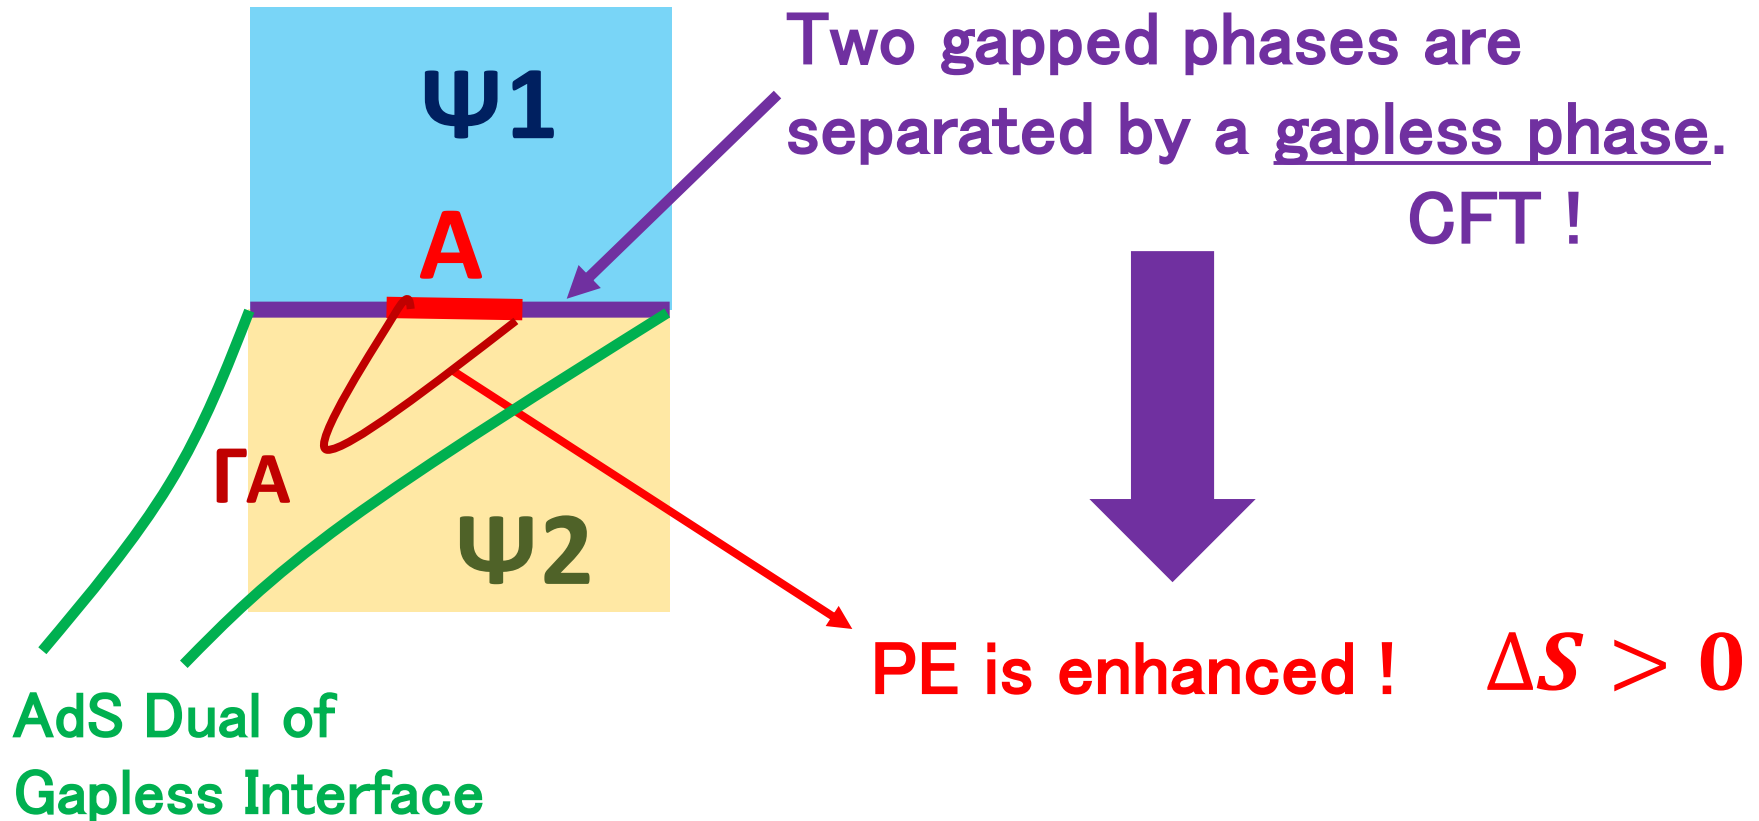 Two gapped phases are
separated by a gapless phase.
CFT !
Ψ1
A
ΓA
Ψ2
PE is enhanced ! ΔS > 0
AdS Dual of
Gapless Interface